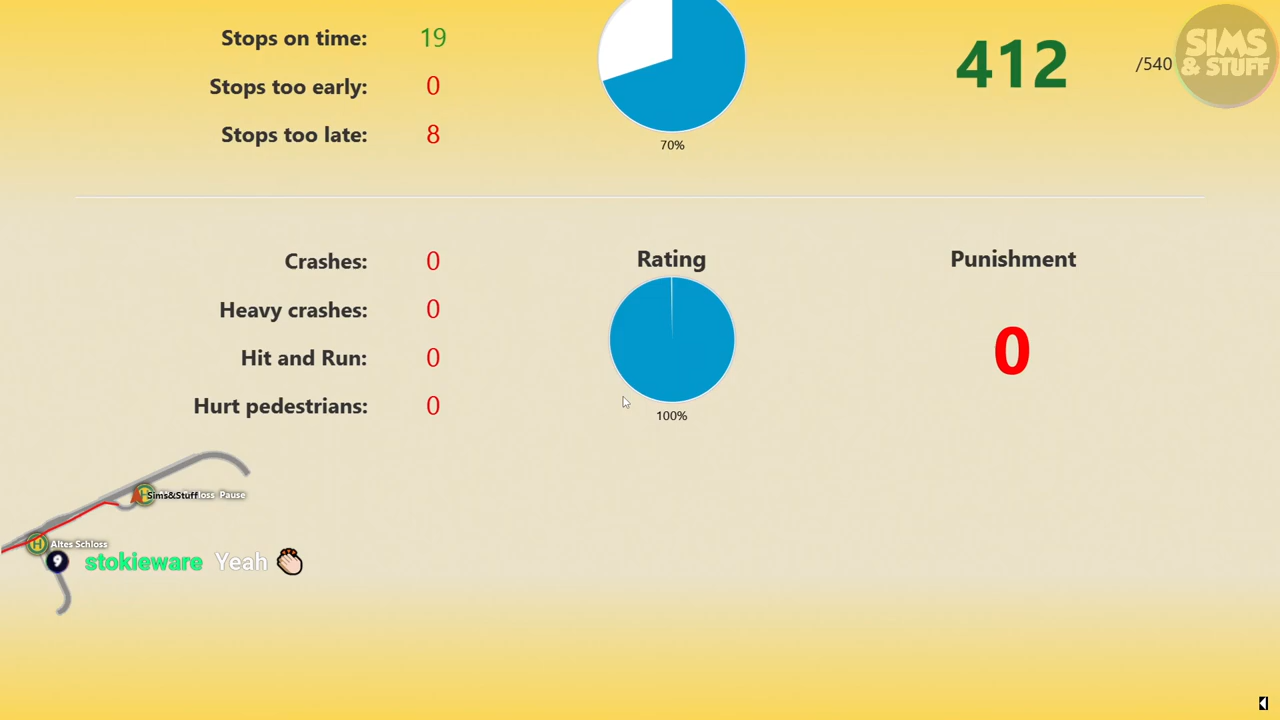 Stops on time: 19
Stops too early: 0
Stops too late: 8
70%
412 /540
SIMS
& STUFF
Crashes: 0
Heavy crashes: 0
Hit and Run: 0
Hurt pedestrians: 0
Rating
100%
Punishment
0
Sims&Stuff Pause
Altes Schloss
9
stokieware Yeah